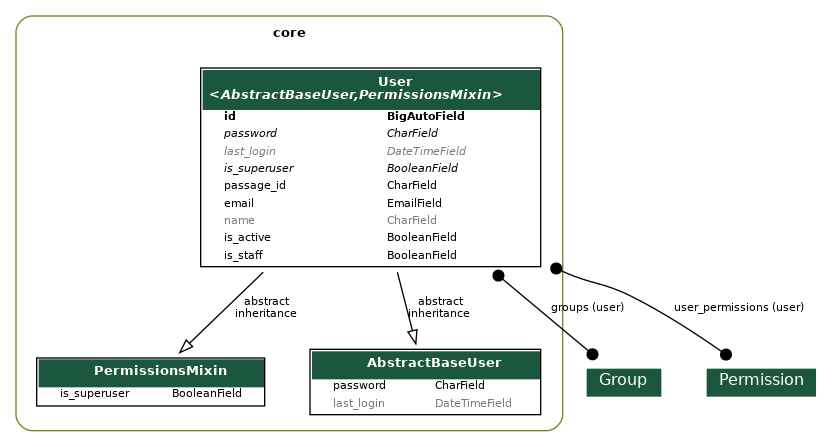 core
User
<AbstractBaseUser,PermissionsMixin>
id BigAutoField
password CharField
last_login DateTimeField
is_superuser BooleanField
passage_id CharField
email EmailField
name CharField
is_active BooleanField
is_staff BooleanField
abstract
inheritance
abstract
inheritance
groups (user)
user_permissions (user)
PermissionsMixin
is_superuser BooleanField
AbstractBaseUser
password CharField
last_login DateTimeField
Group
Permission